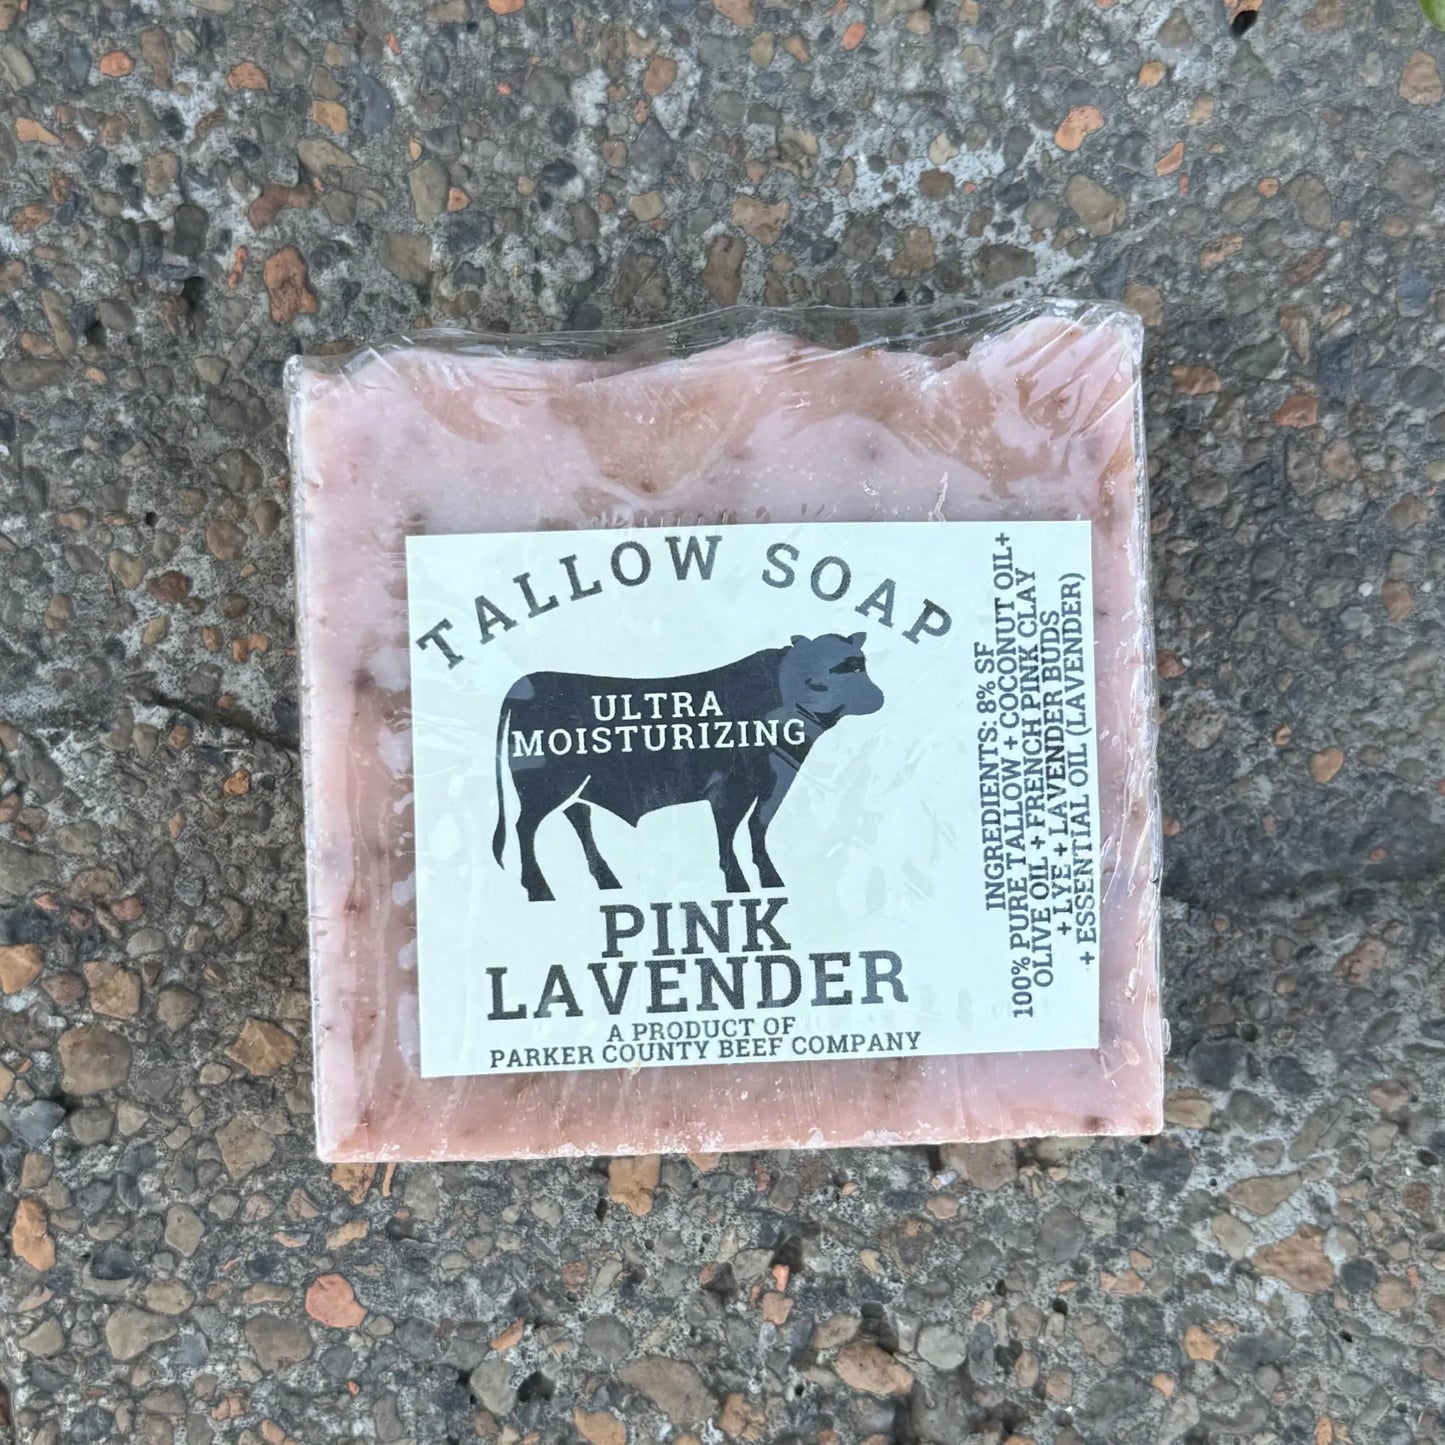 TALLOW SOAP
ULTRA
MOISTURIZING
PINK
LAVENDER
A PRODUCT OF
PARKER COUNTY BEEF COMPANY
INGREDIENTS: 8% SF
100% PURE TALLOW + COCONUT OIL+
OLIVE OIL + FRENCH PINK CLAY
+ LYE + LAVENDER BUDS
+ ESSENTIAL OIL (LAVENDER)